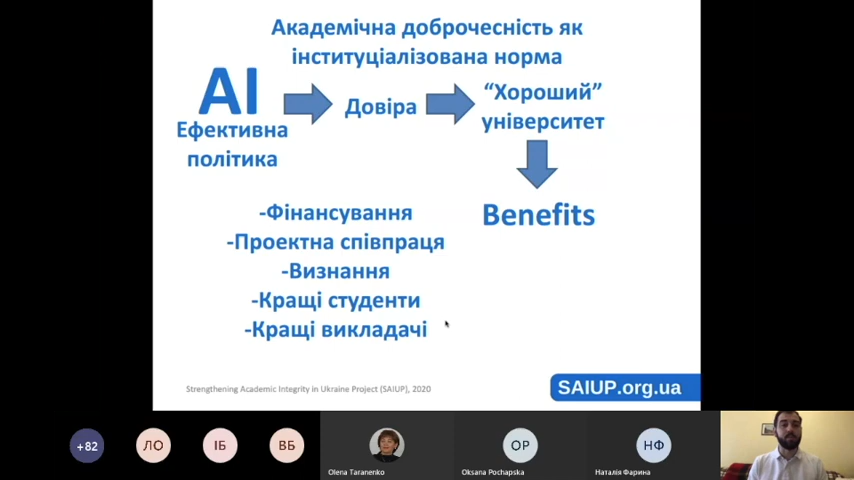 Академічна доброчесність як
інституціалізована норма
AI
Ефективна
політика
Довіра
“Хороший”
університет
Benefits
-Фінансування
-Проектна співпраця
-Визнання
-Кращі студенти
-Кращі викладачі
Strengthening Academic Integrity in Ukraine Project (SAIUP), 2020
SAIUP.org.ua
+82
ЛО
ІБ
ВБ
Olena Taranenko
OP
Oksana Pochapska
НФ
Наталія Фарина